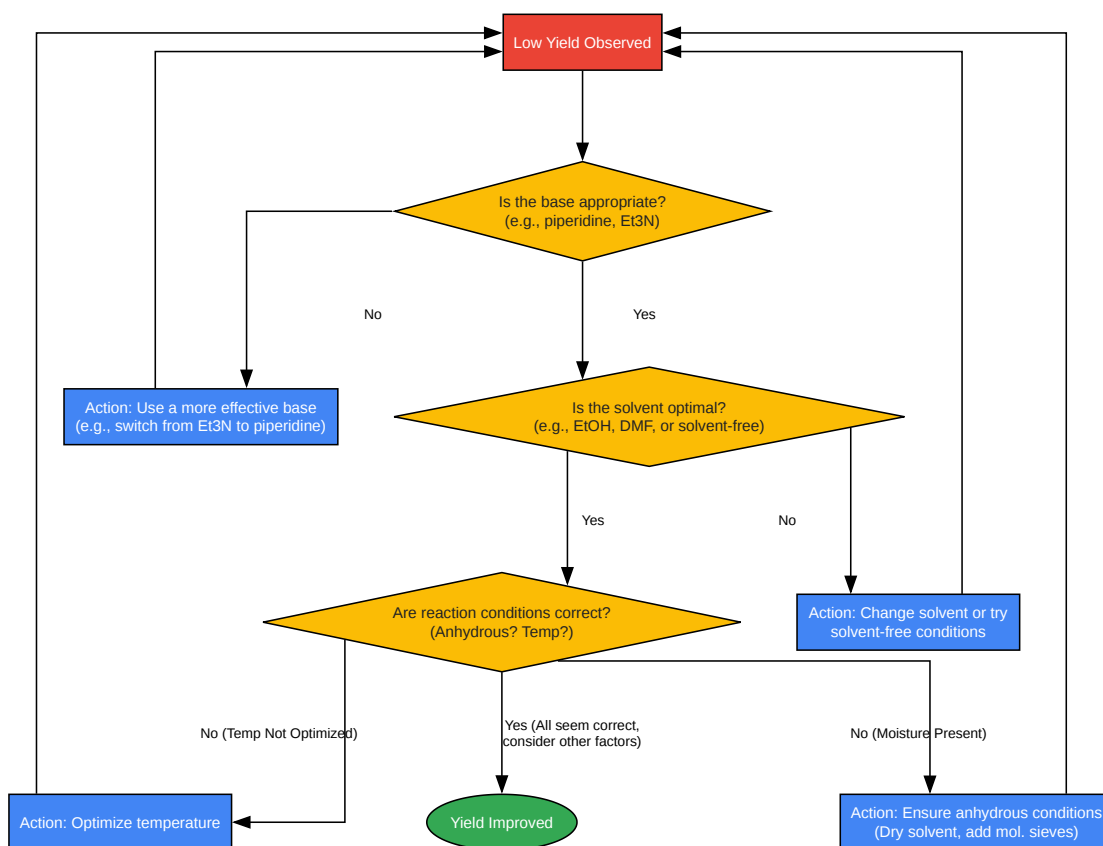 Low Yield Observed
Is the base appropriate?
(e.g., piperidine, Et3N)
No
Yes
Action: Use a more effective base
(e.g., switch from Et3N to piperidine)
Is the solvent optimal?
(e.g., EtOH, DMF, or solvent-free)
Yes
No
Are reaction conditions correct?
(Anhydrous? Temp?)
Action: Change solvent or try
solvent-free conditions
No (Temp Not Optimized)
Yes (All seem correct,
consider other factors)
No (Moisture Present)
Action: Optimize temperature
Yield Improved
Action: Ensure anhydrous conditions
(Dry solvent, add mol. sieves)